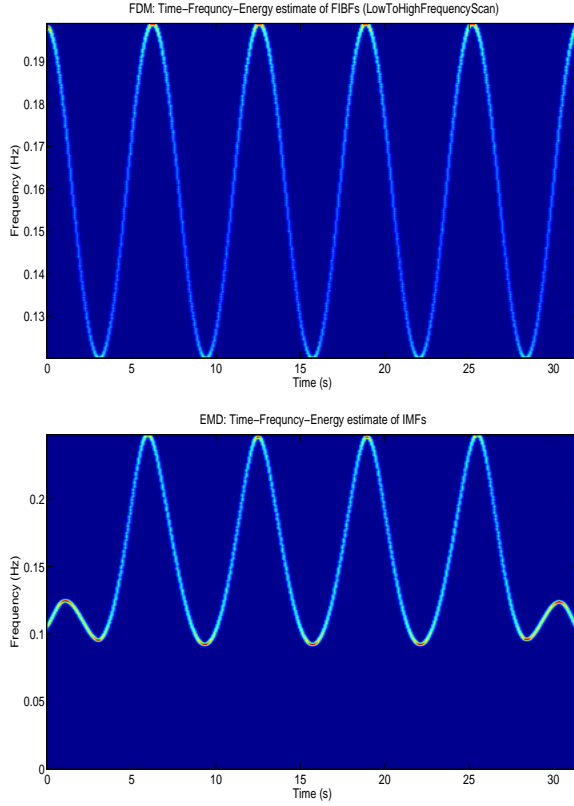 FDM: Time-Frequncy-Energy estimate of FIBFs (LowToHighFrequencyScan)
0.19
0.18
0.17
0.16
0.15
0.14
0.13
Frequency (Hz)
0 5 10 15 20 25 30
Time (s)
EMD: Time-Frequncy-Energy estimate of IMFs
0.2
0.15
0.1
0.05
0
Frequency (Hz)
0 5 10 15 20 25 30
Time (s)